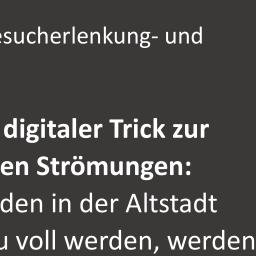 esucherlenkung- und
digitaler Trick zur
en Strömungen:
den in der Altstadt
u voll werden, werden